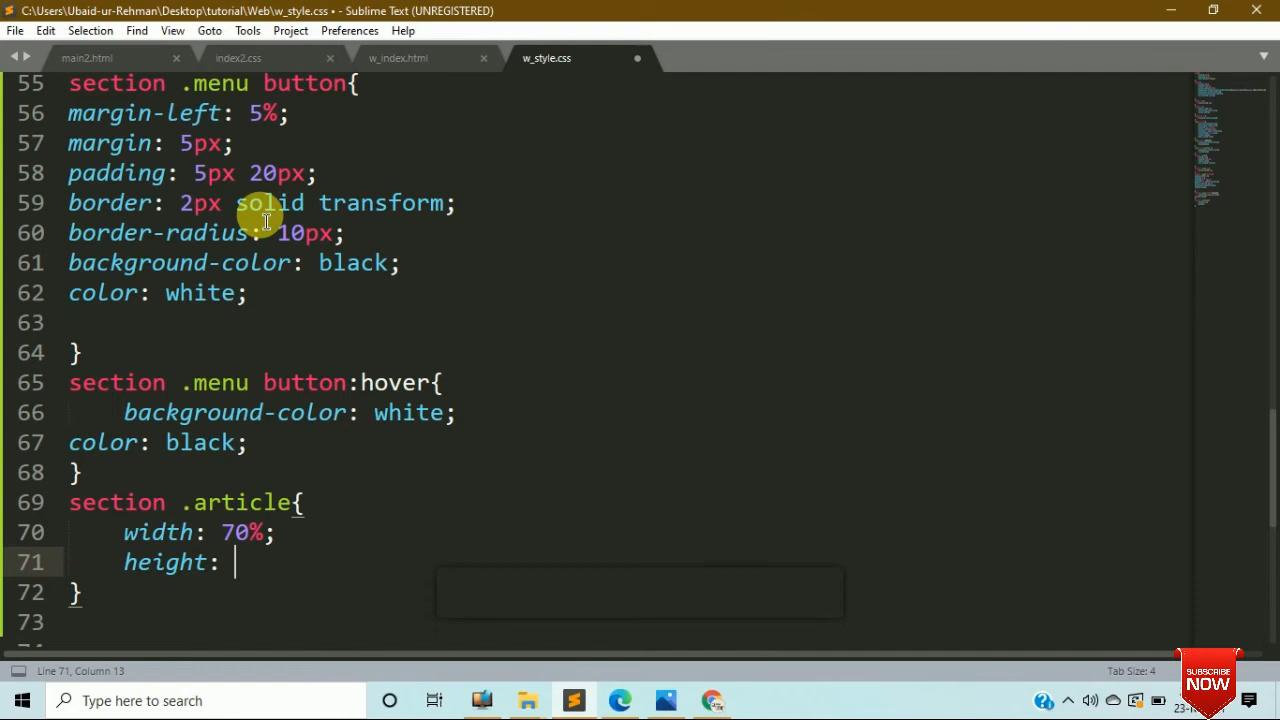 C:\Users\Ubaid-ur-Rehman\Desktop\tutorial\Web\w_style.css • - Sublime Text (UNREGISTERED)
File Edit Selection Find View Goto Tools Project Preferences Help
main2.html index2.css w_index.html w_style.css
55 section .menu button{
56 margin-left: 5%;
57 margin: 5px;
58 padding: 5px 20px;
59 border: 2px solid transform;
60 border-radius: 10px;
61 background-color: black;
62 color: white;
63
64 }
65 section .menu button:hover{
66 background-color: white;
67 color: black;
68 }
69 section .article{
70 width: 70%;
71 height:
72 }
73
Line 71, Column 13
Tab Size: 4
SUBSCRIBE
NOW
Type here to search